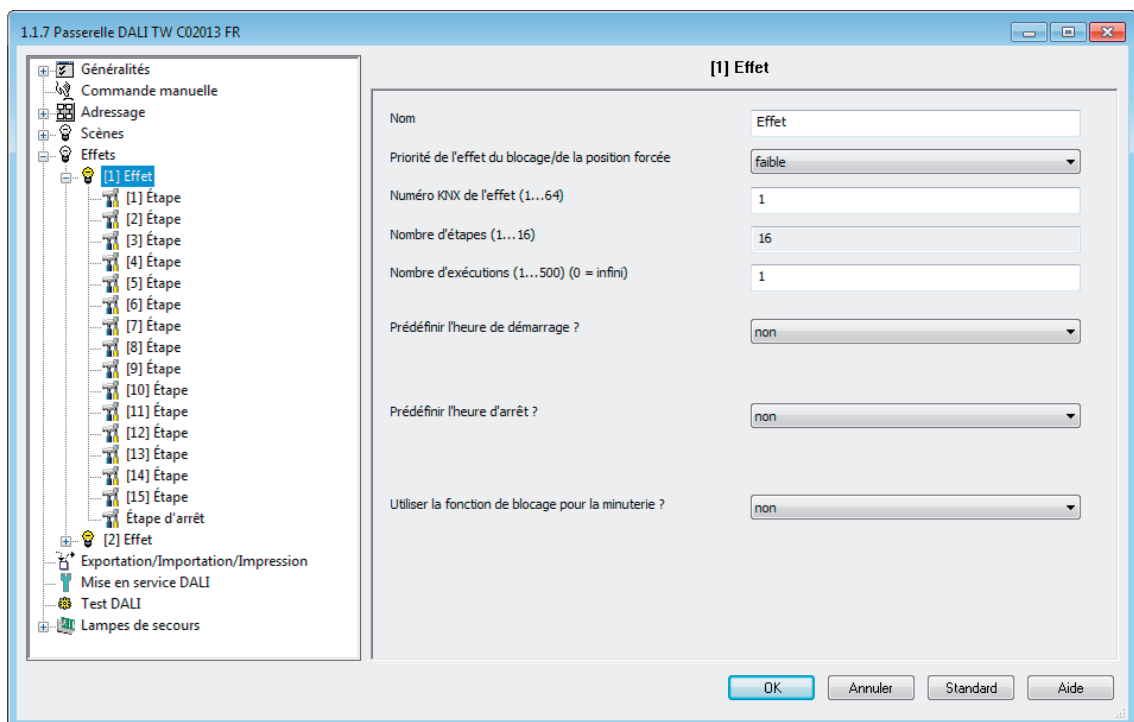 1.1.7 Passerelle DALI TW C02013 FR
Généralités
Commande manuelle
Adressage
Scènes
Effets
[1] Effet
[1] Étape
[2] Étape
[3] Étape
[4] Étape
[5] Étape
[6] Étape
[7] Étape
[8] Étape
[9] Étape
[10] Étape
[11] Étape
[12] Étape
[13] Étape
[14] Étape
[15] Étape
Étape d'arrêt
[2] Effet
Exportation/Importation/Impression
Mise en service DALI
Test DALI
Lampes de secours
[1] Effet
Nom Effet
Priorité de l'effet du blocage/de la position forcée faible
Numéro KNX de l'effet (1...64) 1
Nombre d'étapes (1...16) 16
Nombre d'exécutions (1...500) (0 = infini) 1
Prédéfinir l'heure de démarrage ? non
Prédéfinir l'heure d'arrêt ? non
Utiliser la fonction de blocage pour la minuterie ? non
OK Annuler Standard Aide